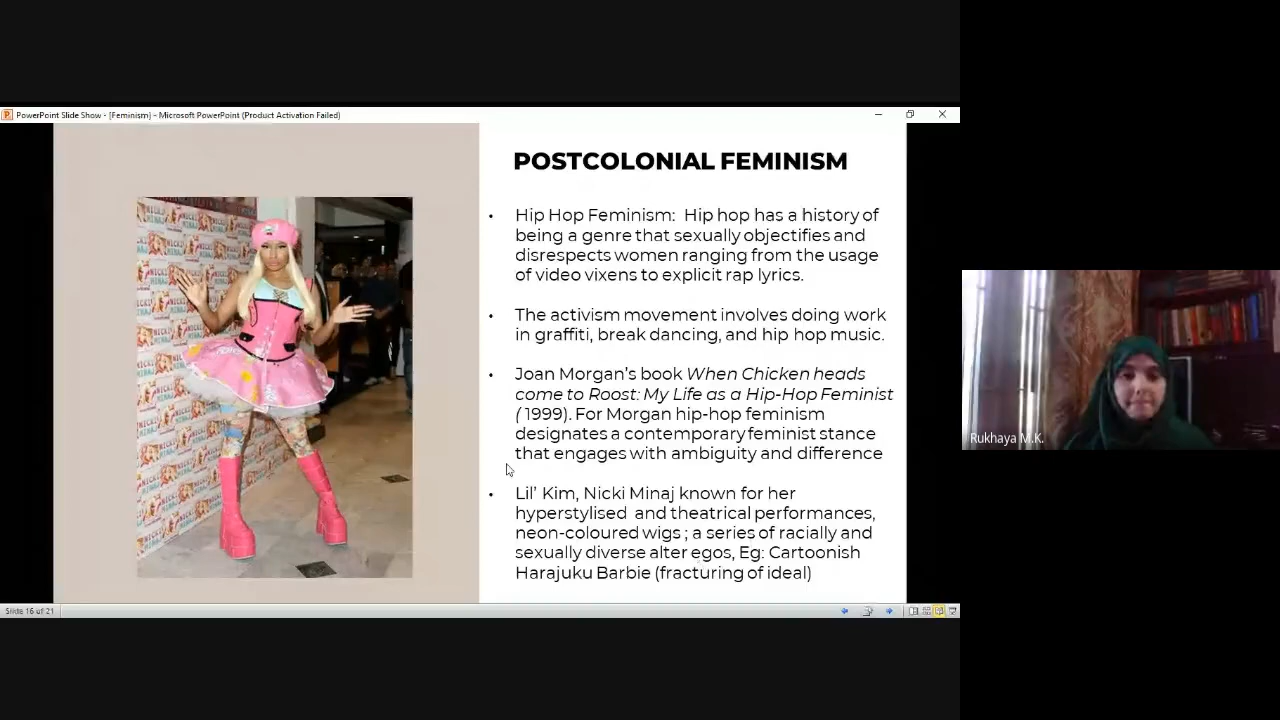 PowerPoint Slide Show - [Feminism] - Microsoft PowerPoint (Product Activation Failed)
POSTCOLONIAL FEMINISM
• Hip Hop Feminism:  Hip hop has a history of
being a genre that sexually objectifies and
disrespects women ranging from the usage
of video vixens to explicit rap lyrics.
• The activism movement involves doing work
in graffiti, break dancing, and hip hop music.
• Joan Morgan's book When Chicken heads
come to Roost: My Life as a Hip-Hop Feminist
( 1999). For Morgan hip-hop feminism
designates a contemporary feminist stance
that engages with ambiguity and difference
• Lil' Kim, Nicki Minaj known for her
hyperstylised  and theatrical performances,
neon-coloured wigs ; a series of racially and
sexually diverse alter egos, Eg: Cartoonish
Harajuku Barbie (fracturing of ideal)
NICKI
MINAJ
Rukhaya M.K.
Slide 16 of 21